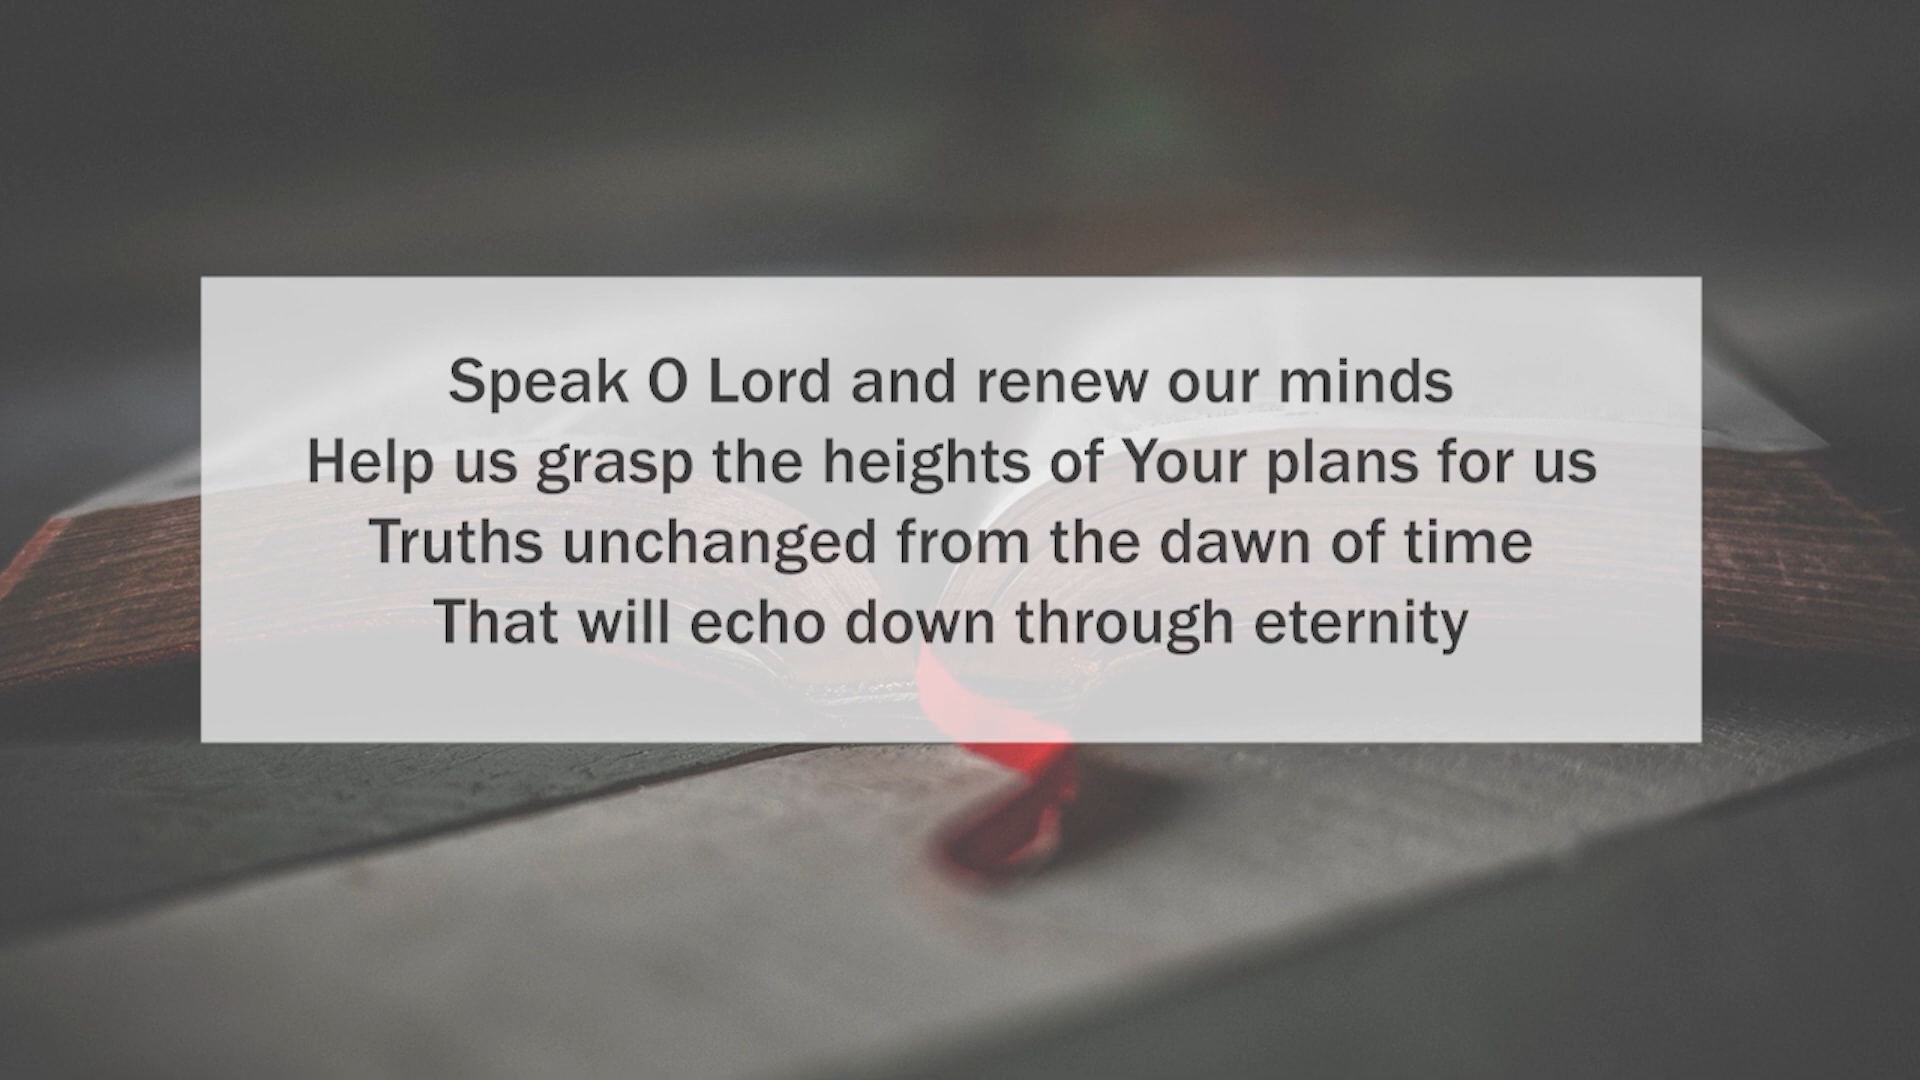 Speak O Lord and renew our minds
Help us grasp the heights of Your plans for us
Truths unchanged from the dawn of time
That will echo down through eternity